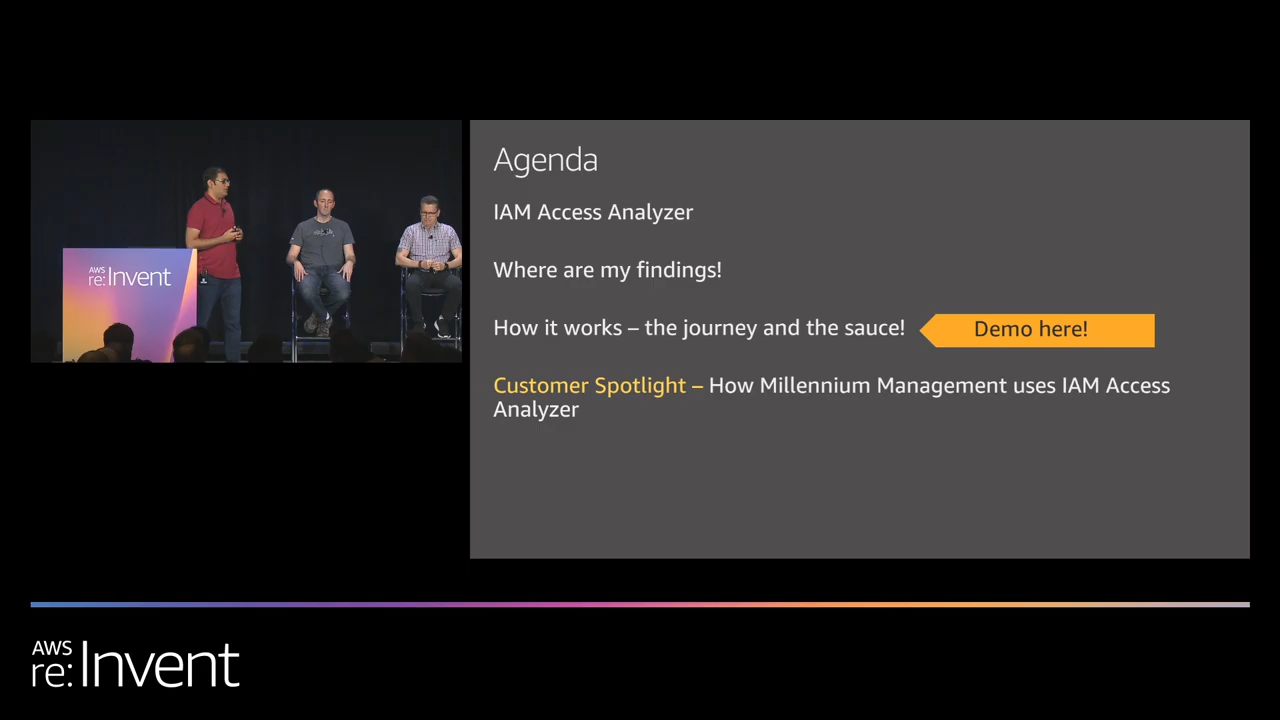 AWS
re:Invent
Agenda
IAM Access Analyzer
Where are my findings!
How it works – the journey and the sauce!
Demo here!
Customer Spotlight – How Millennium Management uses IAM Access
Analyzer
AWS
re:Invent